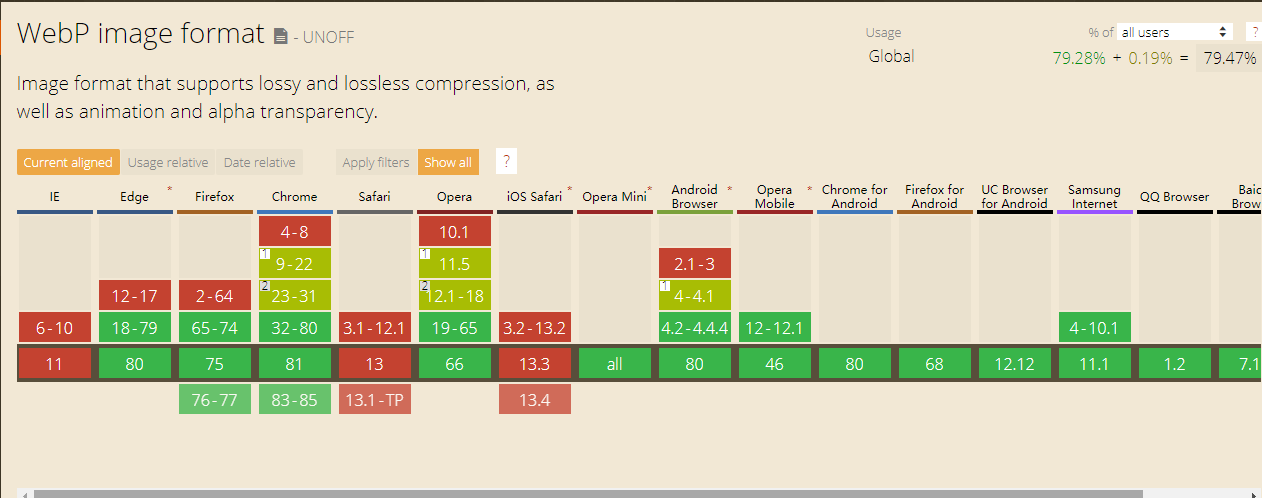 WebP image format - UNOFF
Usage % of all users ?
Global 79.28% + 0.19% = 79.47%
Image format that supports lossy and lossless compression, as
well as animation and alpha transparency.
Current aligned Usage relative Date relative Apply filters Show all ?
IE Edge * Firefox Chrome Safari Opera iOS Safari * Opera Mini * Android Browser * Opera Mobile * Chrome for Android Firefox for Android UC Browser for Android Samsung Internet QQ Browser
4-8 10.1
1 9-22 1 11.5 2.1-3
12-17 2-64 2 23-31 2 12.1-18 1 4-4.1
6-10 18-79 65-74 32-80 3.1-12.1 19-65 3.2-13.2 4.2-4.4.4 12-12.1 4-10.1
11 80 75 81 13 66 13.3 all 80 46 80 68 12.12 11.1 1.2 7.1
76-77 83-85 13.1-TP 13.4